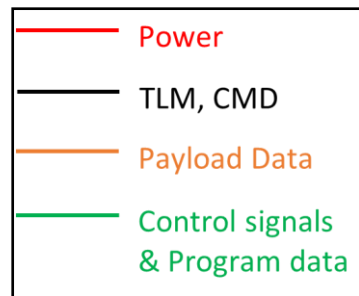 Power
TLM, CMD
Payload Data
Control signals
& Program data